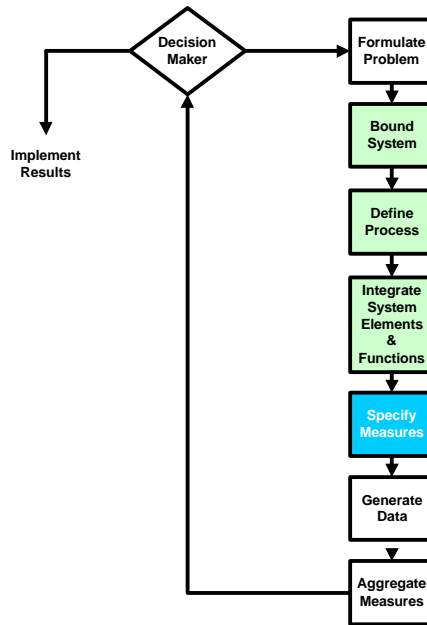 Decision
Maker
Formulate
Problem
Bound
System
Implement
Results
Define
Process
Integrate
System
Elements
&
Functions
Specify
Measures
Generate
Data
Aggregate
Measures